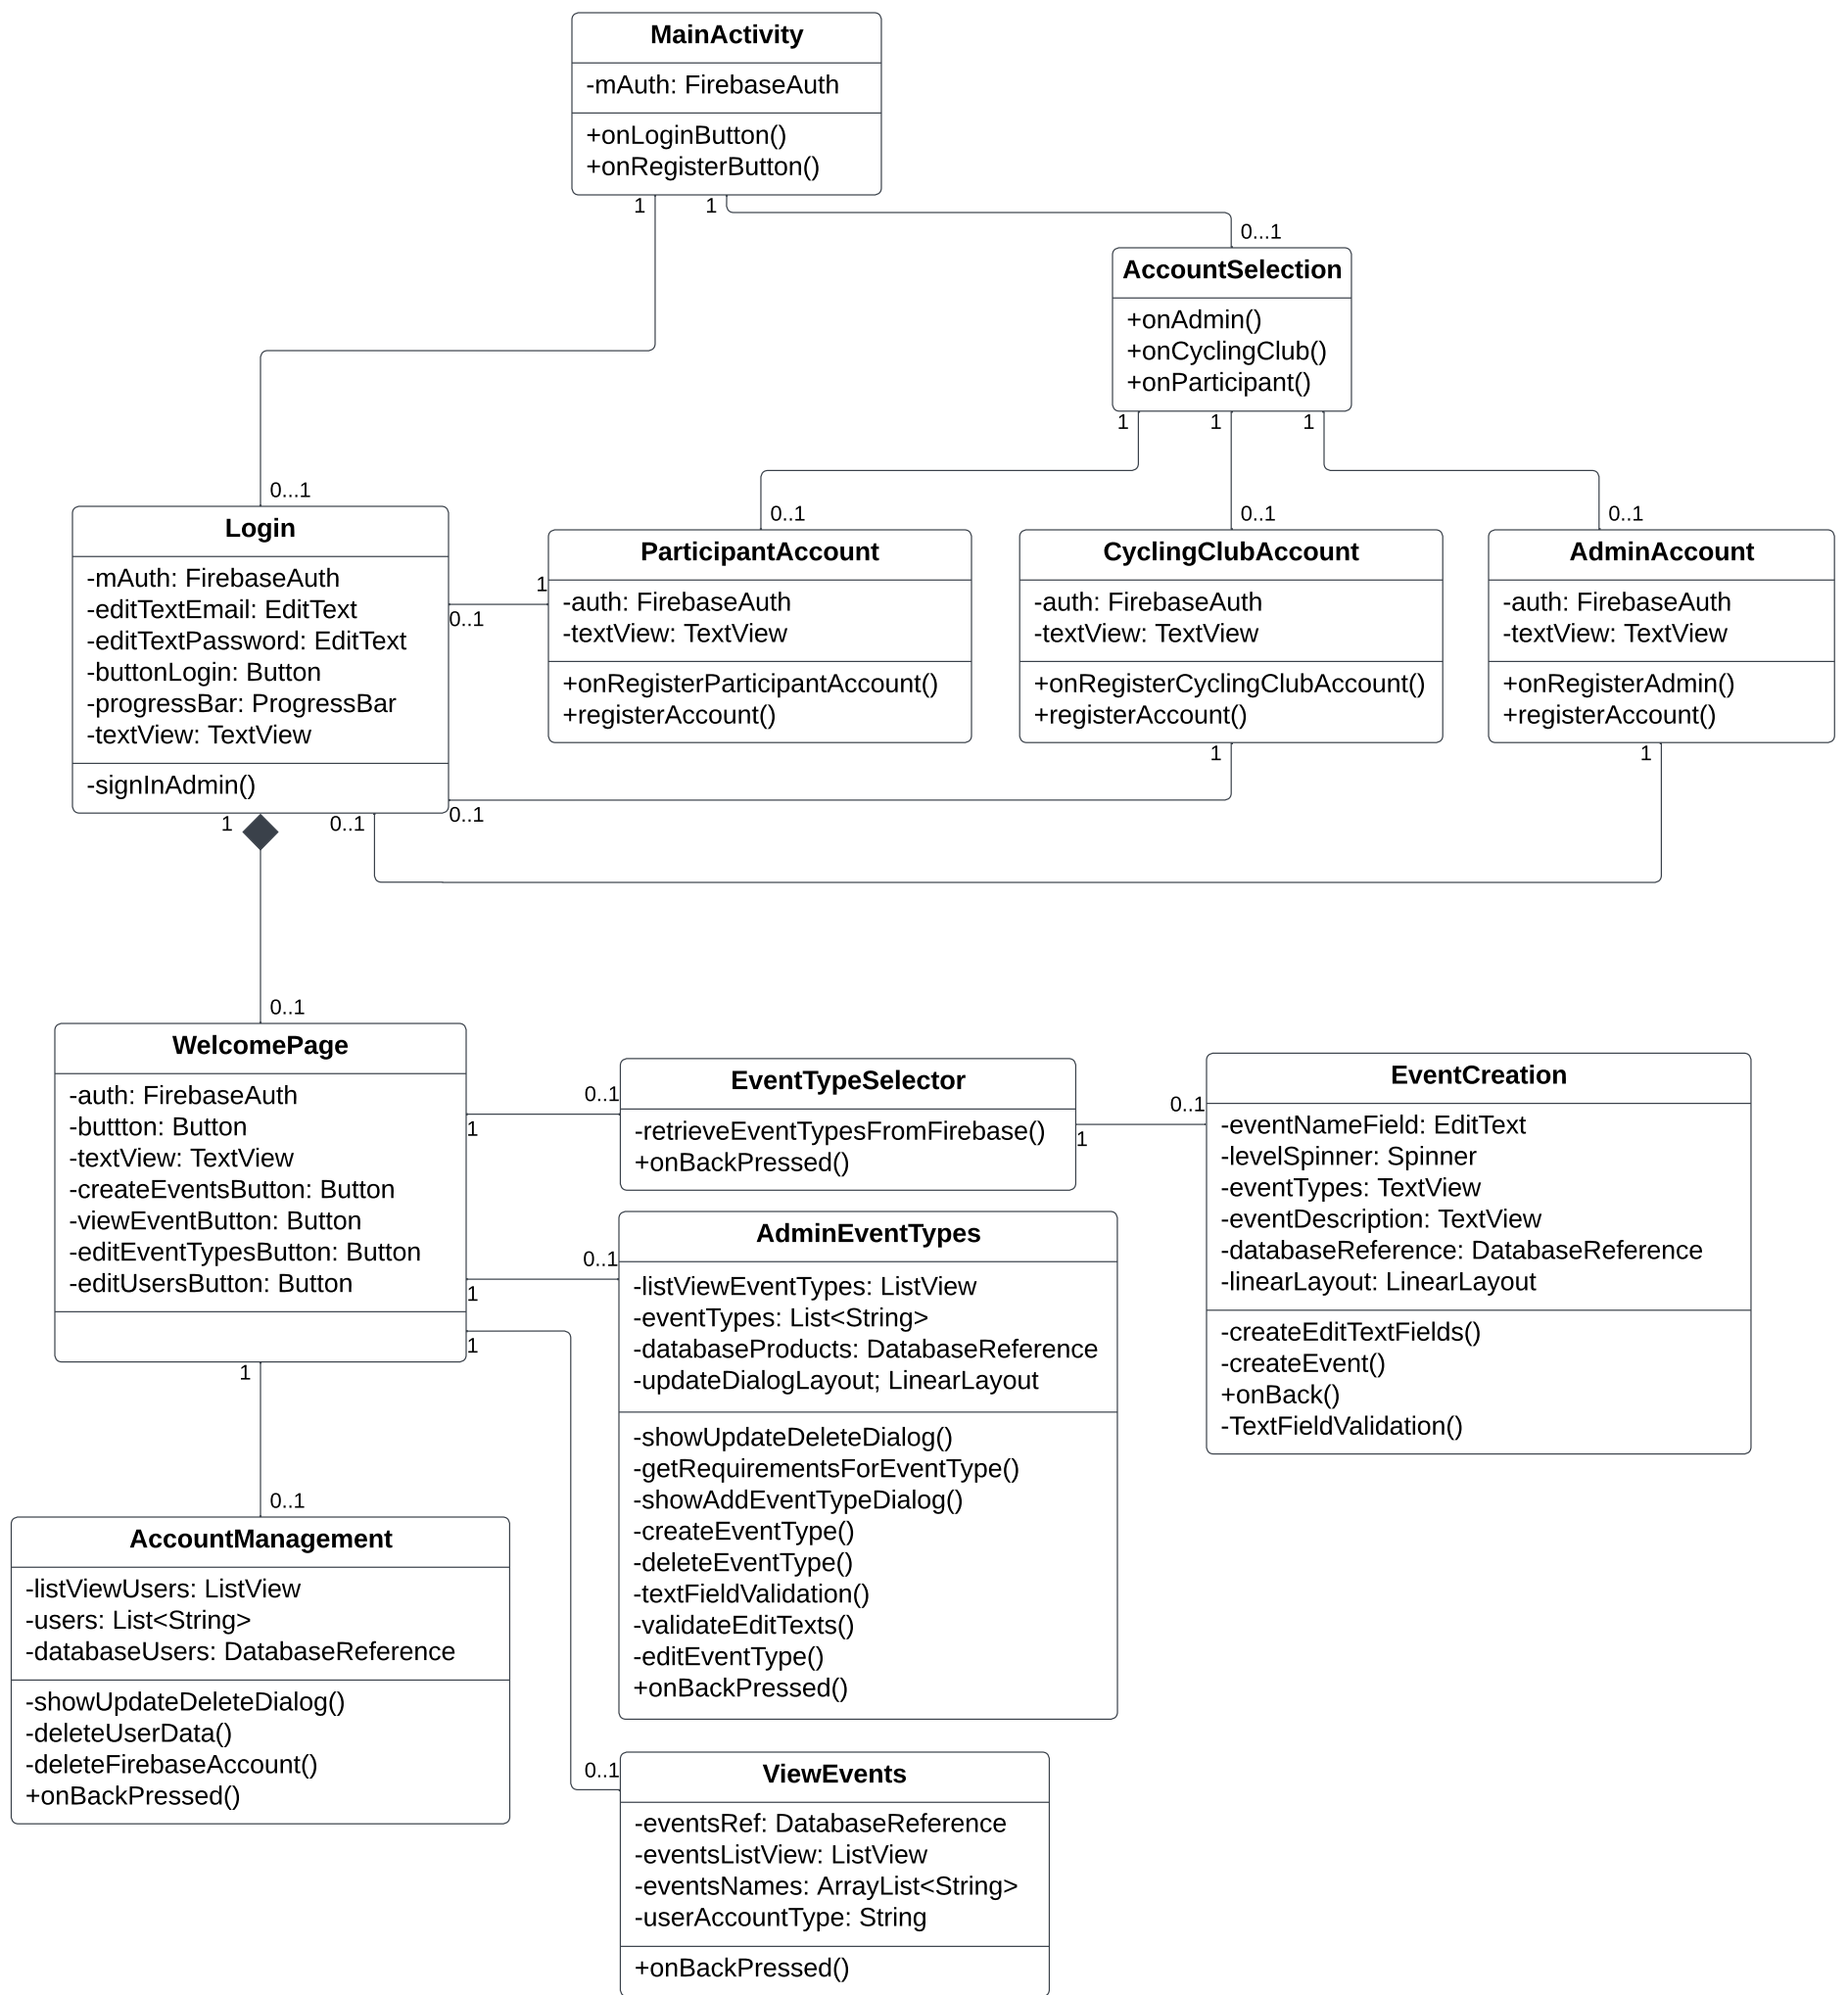 MainActivity
-mAuth: FirebaseAuth
+onLoginButton()
+onRegisterButton()
1
1
0...1
AccountSelection
+onAdmin()
+onCyclingClub()
+onParticipant()
1
1
1
0...1
0..1
0..1
0..1
Login
-mAuth: FirebaseAuth
-editTextEmail: EditText
-editTextPassword: EditText
-buttonLogin: Button
-progressBar: ProgressBar
-textView: TextView
-signInAdmin()
1
0..1
ParticipantAccount
-auth: FirebaseAuth
-textView: TextView
+onRegisterParticipantAccount()
+registerAccount()
CyclingClubAccount
-auth: FirebaseAuth
-textView: TextView
+onRegisterCyclingClubAccount()
+registerAccount()
AdminAccount
-auth: FirebaseAuth
-textView: TextView
+onRegisterAdmin()
+registerAccount()
1
1
0..1
1
0..1
0..1
WelcomePage
-auth: FirebaseAuth
-buttton: Button
-textView: TextView
-createEventsButton: Button
-viewEventButton: Button
-editEventTypesButton: Button
-editUsersButton: Button
0..1
1
EventTypeSelector
-retrieveEventTypesFromFirebase()
+onBackPressed()
0..1
1
EventCreation
-eventNameField: EditText
-levelSpinner: Spinner
-eventTypes: TextView
-eventDescription: TextView
-databaseReference: DatabaseReference
-linearLayout: LinearLayout
-createEditTextFields()
-createEvent()
+onBack()
-TextFieldValidation()
0..1
1
AdminEventTypes
-listViewEventTypes: ListView
-eventTypes: List<String>
-databaseProducts: DatabaseReference
-updateDialogLayout; LinearLayout
-showUpdateDeleteDialog()
-getRequirementsForEventType()
-showAddEventTypeDialog()
-createEventType()
-deleteEventType()
-textFieldValidation()
-validateEditTexts()
-editEventType()
+onBackPressed()
1
1
0..1
AccountManagement
-listViewUsers: ListView
-users: List<String>
-databaseUsers: DatabaseReference
-showUpdateDeleteDialog()
-deleteUserData()
-deleteFirebaseAccount()
+onBackPressed()
0..1
ViewEvents
-eventsRef: DatabaseReference
-eventsListView: ListView
-eventsNames: ArrayList<String>
-userAccountType: String
+onBackPressed()